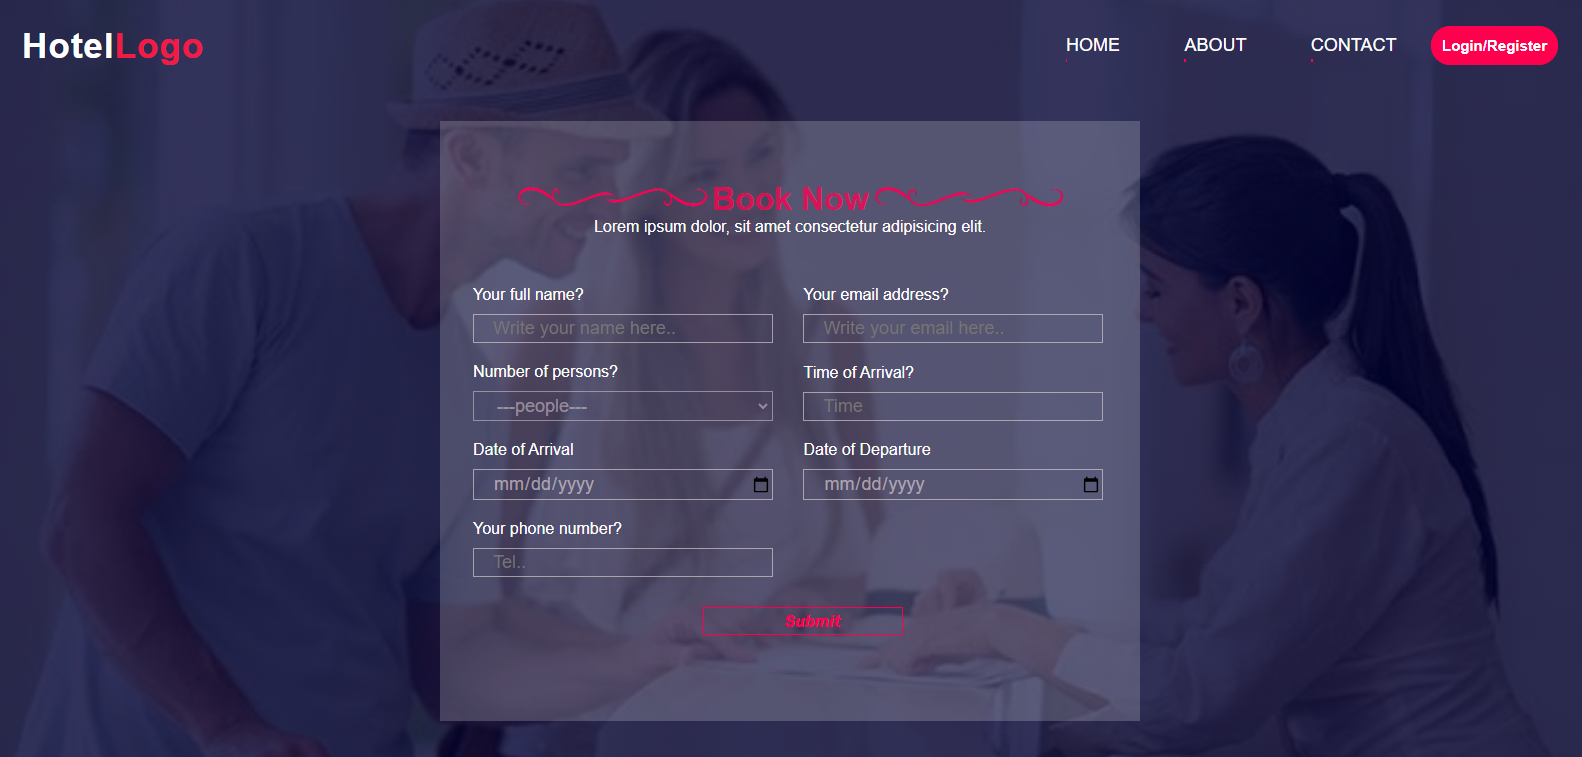 HotelLogo
HOME ABOUT CONTACT Login/Register
Book Now
Lorem ipsum dolor, sit amet consectetur adipisicing elit.
Your full name? Your email address?
Write your name here.. Write your email here..
Number of persons? Time of Arrival?
---people--- Time
Date of Arrival Date of Departure
mm/dd/yyyy mm/dd/yyyy
Your phone number?
Tel..
Submit